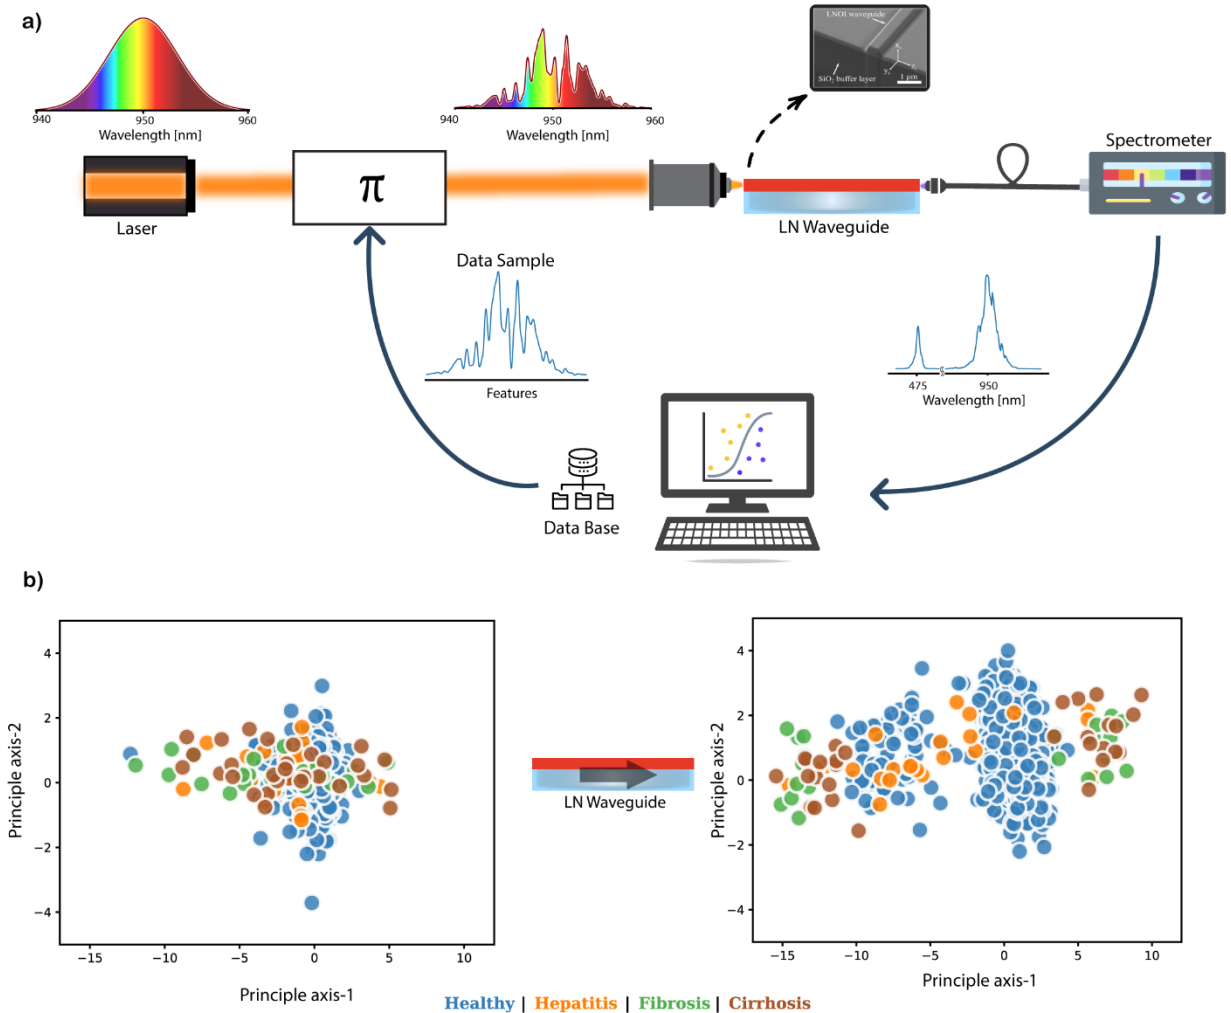 a)
940
950
960
Wavelength [nm]
940
950
960
Wavelength [nm]
LNOI waveguide
SiO2 buffer layer
x
y
z
1 μm
Spectrometer
π
Laser
LN Waveguide
Data Sample
Features
475
950
Wavelength [nm]
Data Base
b)
4
2
0
−2
−4
−15
−10
−5
0
5
10
Principle axis-2
Principle axis-1
LN Waveguide
4
2
0
−2
−4
−15
−10
−5
0
5
10
Principle axis-2
Principle axis-1
Healthy | Hepatitis | Fibrosis | Cirrhosis